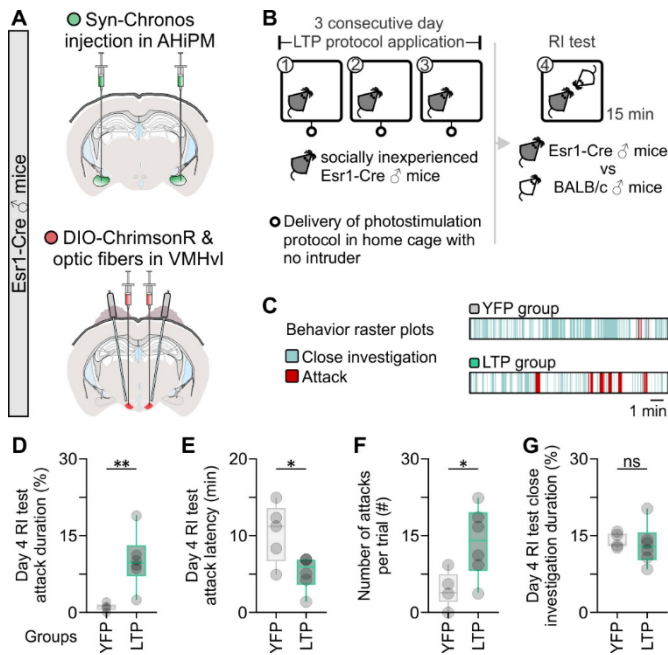 A
Syn-Chronos
injection in AHiPM
Esr1-Cre ♂ mice
DIO-ChrimsonR &
optic fibers in VMHvl
B
3 consecutive day
LTP protocol application
RI test
1
2
3
4
15 min
socially inexperienced
Esr1-Cre ♂ mice
Esr1-Cre ♂ mice
vs
BALB/c ♂ mice
Delivery of photostimulation
protocol in home cage with
no intruder
C
Behavior raster plots
Close investigation
Attack
YFP group
LTP group
1 min
D
Day 4 RI test
attack duration (%)
30
15
0
**
Groups
YFP
LTP
E
Day 4 RI test
attack latency (min)
20
10
0
*
YFP
LTP
F
Number of attacks
per trial (#)
30
15
0
*
YFP
LTP
G
Day 4 RI test close
investigation duration (%)
30
15
0
ns
YFP
LTP